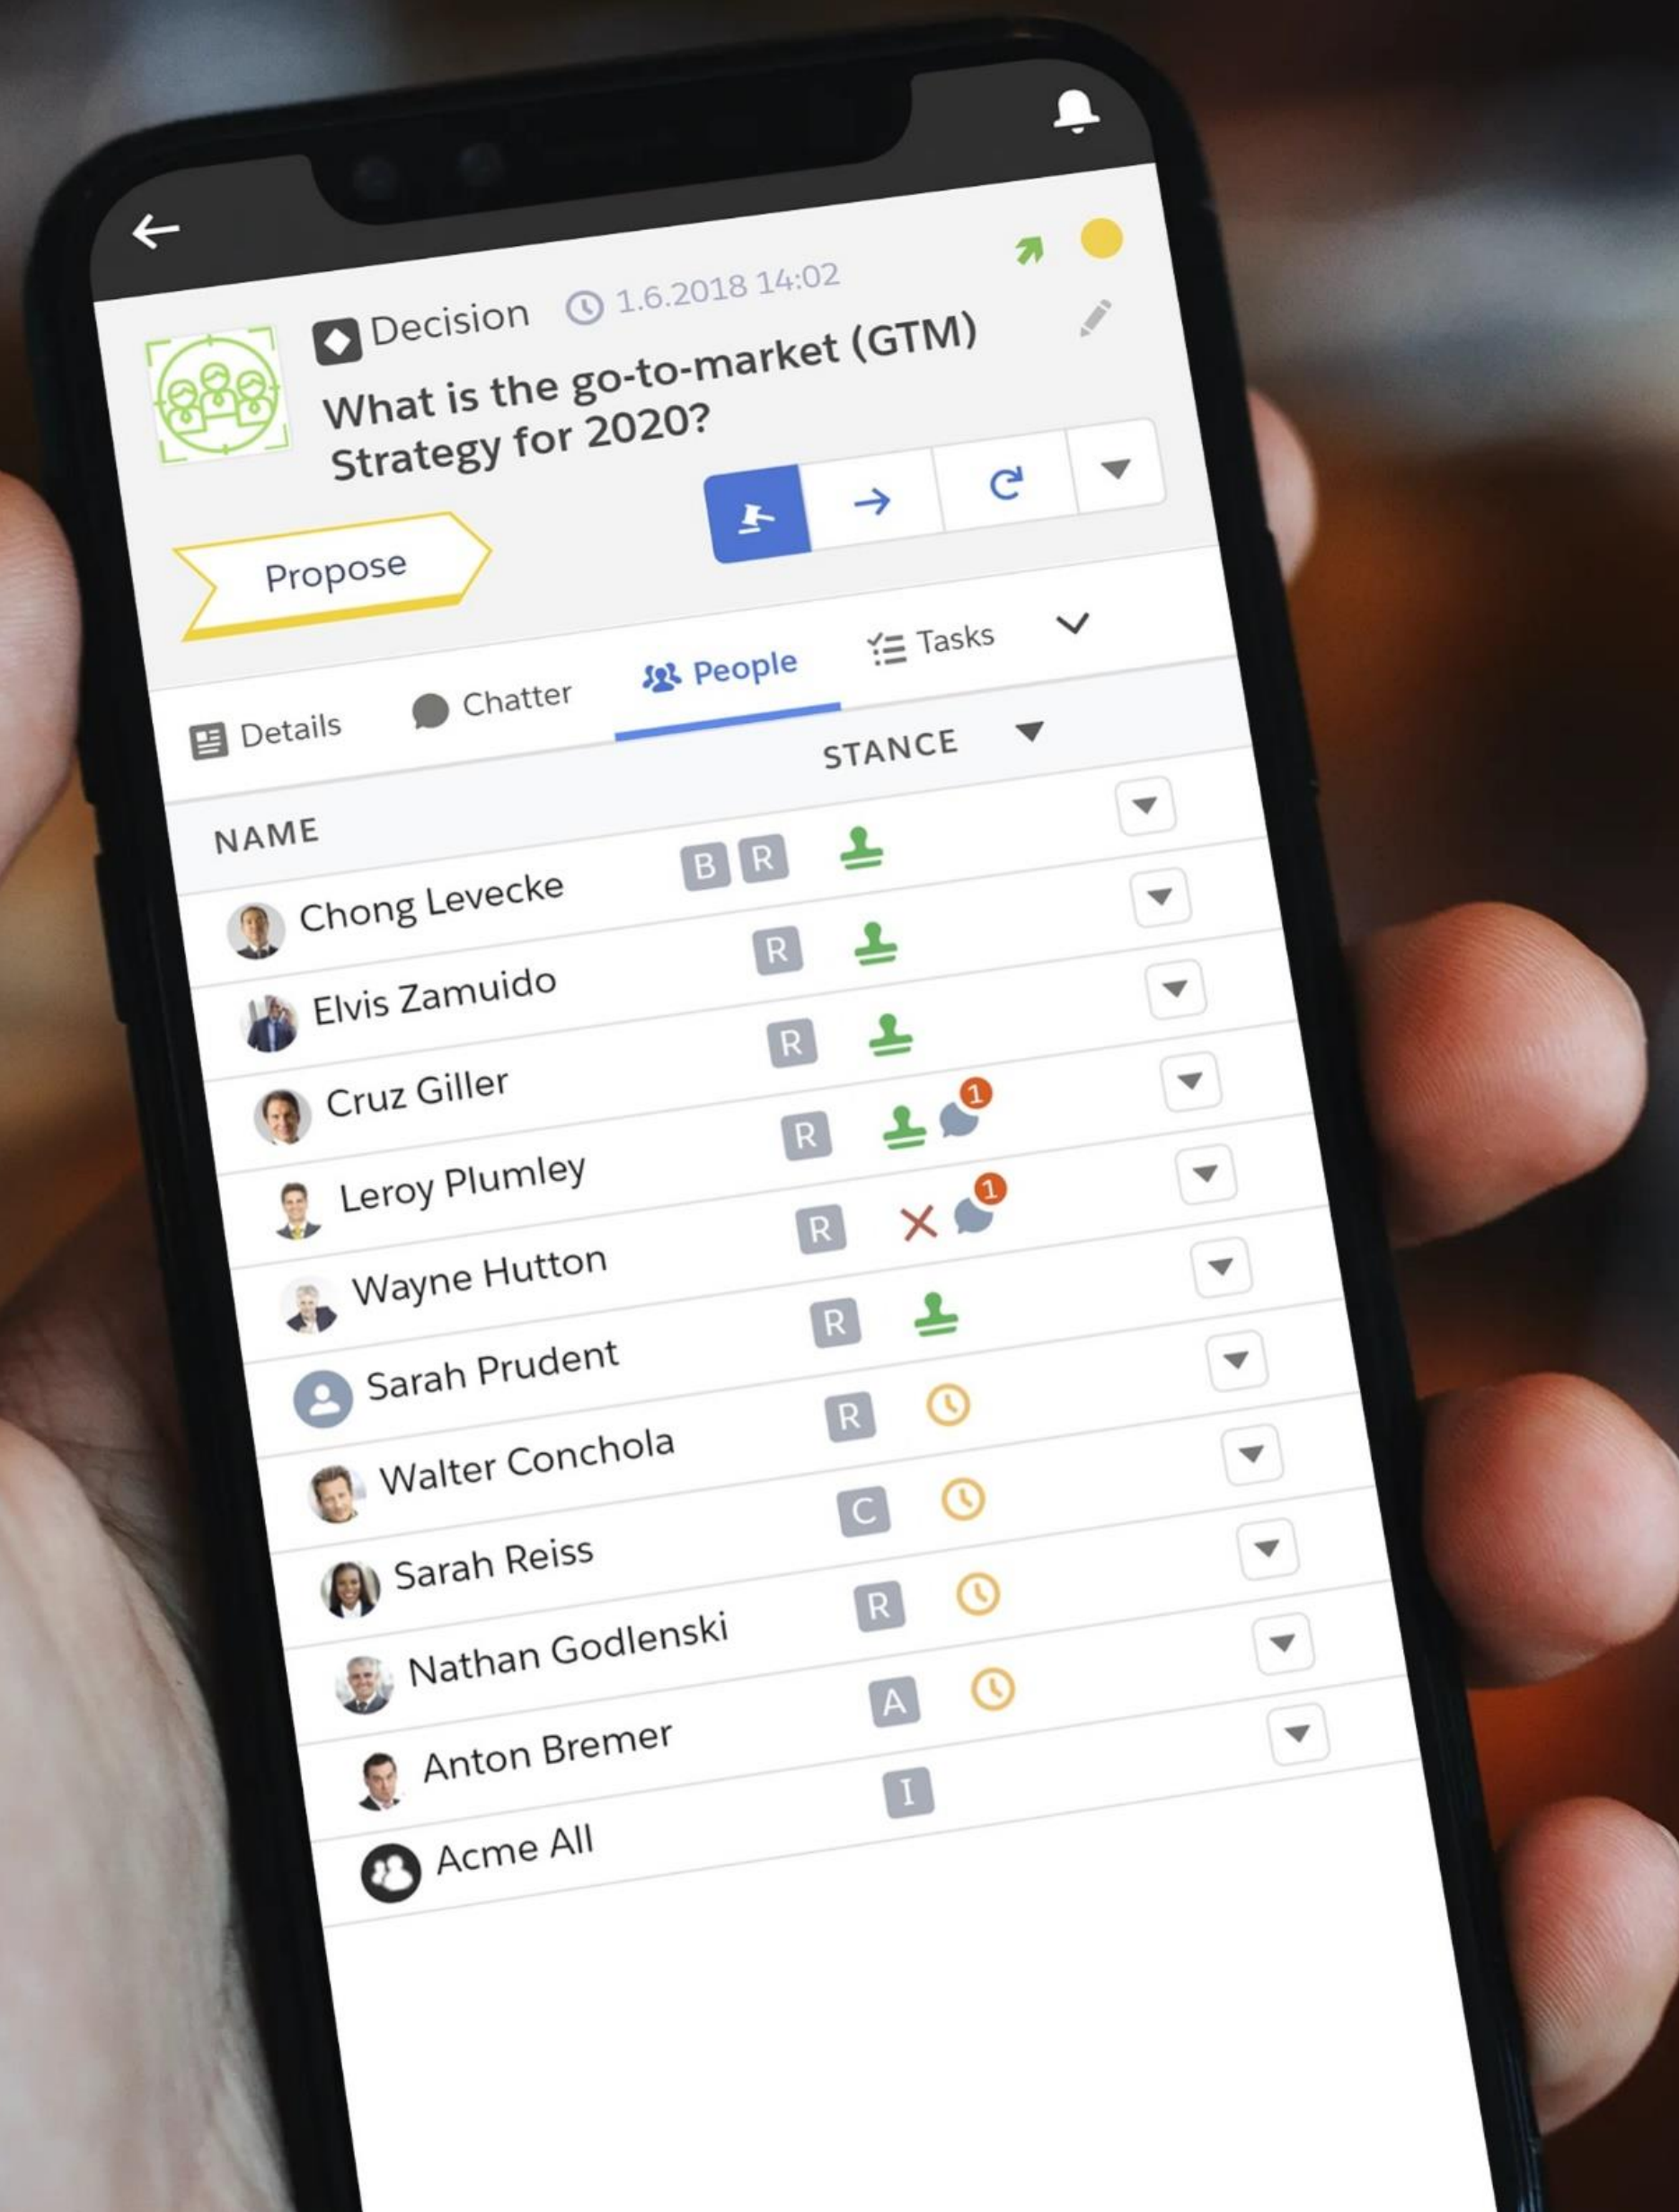 Decision 1.6.2018 14:02
What is the go-to-market (GTM)
Strategy for 2020?
Propose
Details Chatter People Tasks
NAME STANCE
Chong Levecke B R
Elvis Zamuido R
Cruz Giller R
Leroy Plumley R 1
Wayne Hutton R 1
Sarah Prudent R
Walter Conchola R
Sarah Reiss C
Nathan Godlenski R
Anton Bremer A
Acme All I